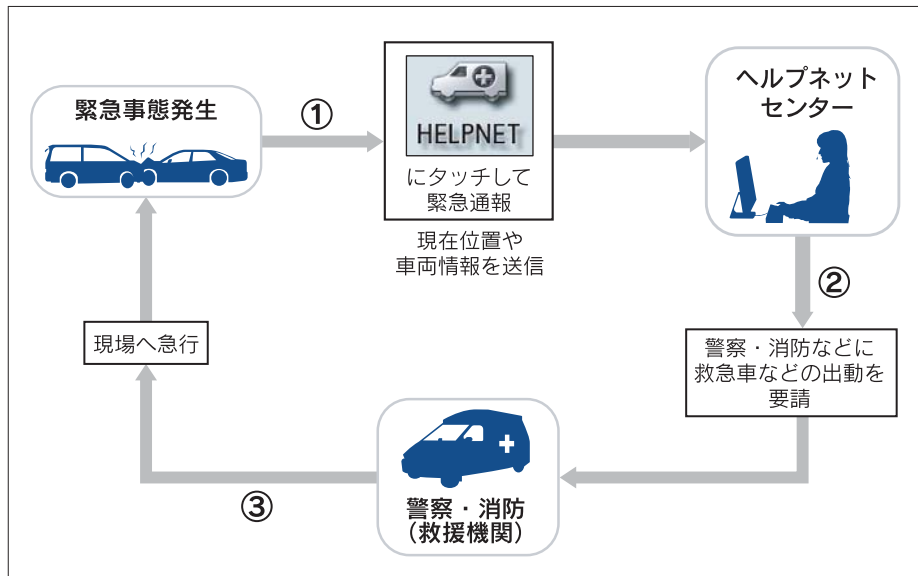 緊急事態発生
①
HELPNET
にタッチして
緊急通報
現在位置や
車両情報を送信
ヘルプネット
センター
②
警察・消防などに
救急車などの出動を
要請
警察・消防
（救援機関）
③
現場へ急行